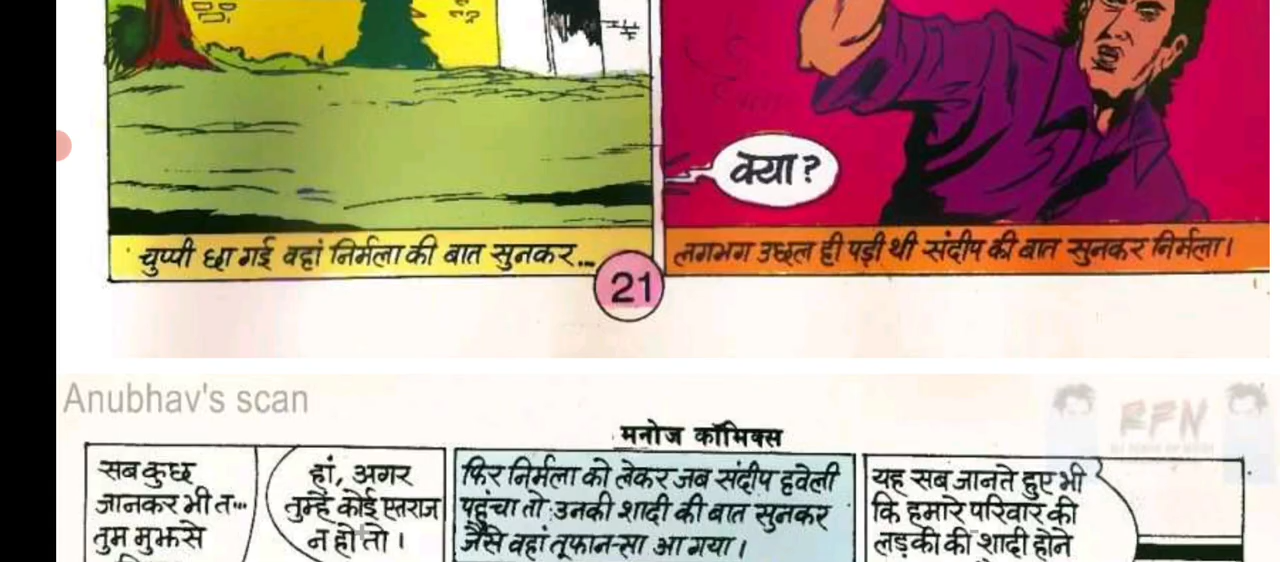 क्या?
चुप्पी छा गई वहां निर्मला की बात सुनकर...
लगभग उछल ही पड़ी थी संदीप की बात सुनकर निर्मला।
21
Anubhav's scan
RFN
मनोज कॉमिक्स
सब कुछ
जानकर भी त...
तुम मुझसे
हां, अगर
तुम्हें कोई एतराज
न हो तो।
फिर निर्मला को लेकर जब संदीप हवेली
पहुंचा तो उनकी शादी की बात सुनकर
जैसे वहां तूफान-सा आ गया।
यह सब जानते हुए भी
कि हमारे परिवार की
लड़की की शादी होने